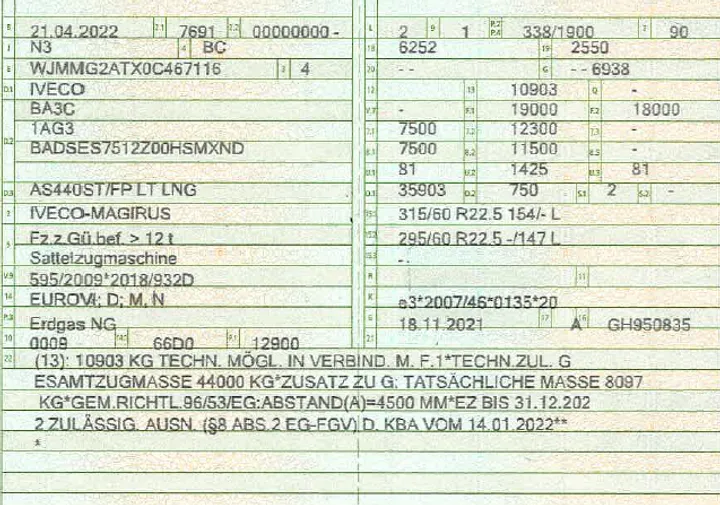 B 21.04.2022 2.1 7691 2.2 00000000 -
J N3 4 BC
E WJMMG2ATX0C467116 3 4
D.1 IVECO
BA3C
D.2 1AG3
BADSES7512Z00HSMXND
D.3 AS440ST/FP LT LNG
2 IVECO-MAGIRUS
5 Fz.z.Gü.bef. > 12 t
Sattelzugmaschine
V.9 595/2009*2018/932D
14 EUROVI; D; M, N
P.3 Erdgas NG
10 0009 14.1 66D0 P.1 12900
L 2 9 1 P.2 P.4 338/1900 T 90
18 6252 19 2550
20 - - G - - 6938
12 13 10903 Q -
V.7 - F.1 19000 F.2 18000
7.1 7500 7.2 12300 7.3 -
8.1 7500 8.2 11500 8.3 -
U.1 81 U.2 1425 U.3 81
O.1 35903 O.2 750 S.1 2 S.2 -
15.1 315/60 R22.5 154/- L
15.2 295/60 R22.5 -/147 L
15.3 -
R 11
K e3*2007/46*0135*20
6 18.11.2021 17 A 16 GH950835
21
22 (13): 10903 KG TECHN. MÖGL. IN VERBIND. M. F.1*TECHN.ZUL. G
ESAMTZUGMASSE 44000 KG*ZUSATZ ZU G: TATSÄCHLICHE MASSE 8097
KG*GEM.RICHTL.96/53/EG:ABSTAND(A)=4500 MM*EZ BIS 31.12.202
2 ZULÄSSIG. AUSN. (§8 ABS.2 EG-FGV) D. KBA VOM 14.01.2022**
*